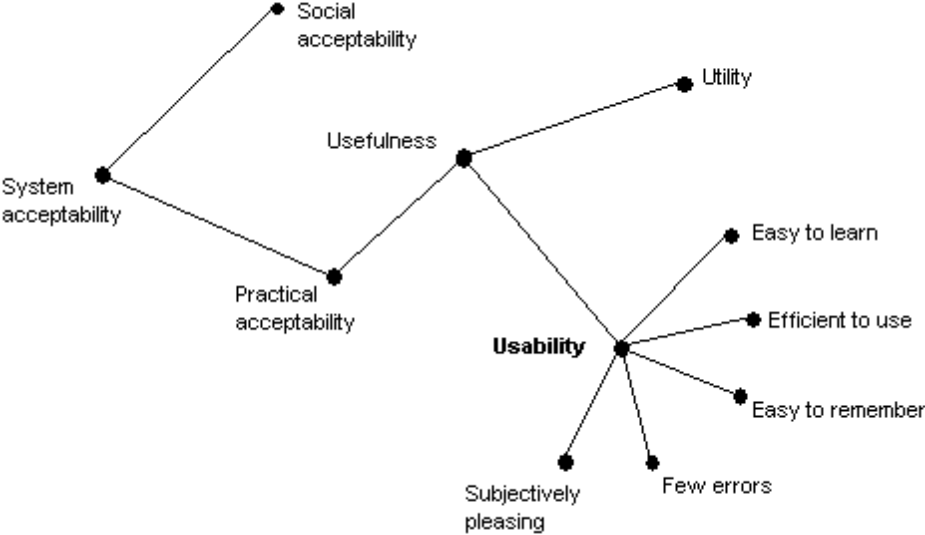 Social
acceptability
Utility
Usefulness
System
acceptability
Easy to learn
Practical
acceptability
Efficient to use
Usability
Easy to remember
Subjectively
pleasing
Few errors